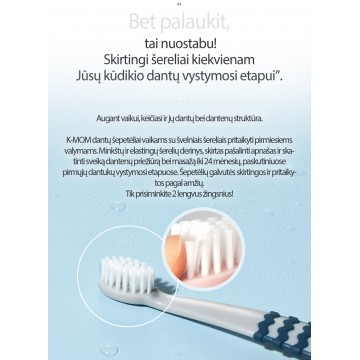 “
Bet palaukit,
tai nuostabu!
Skirtingi šereliai kiekvienam
Jūsų kūdikio dantų vystymosi etapui”.
Augant vaikui, keičiasi ir jų dantų bei dantenų struktūra.
K-MOM dantų šepetėliai vaikams su švelniais šereliais pritaikyti pirmiesiems
valymams. Minkštų ir elastingų šerelių derinys, skirtas pašalinti apnašas ir ska-
tinti sveiką dantenų priežiūrą bei masažą iki 24 mėnesių, paskutiniuose
pirmųjų dantukų vystymosi etapuose. Šepetėlių galvutės skirtingos ir pritaiky-
tos pagal amžių.
Tik prisiminkite 2 lengvus žingsnius!